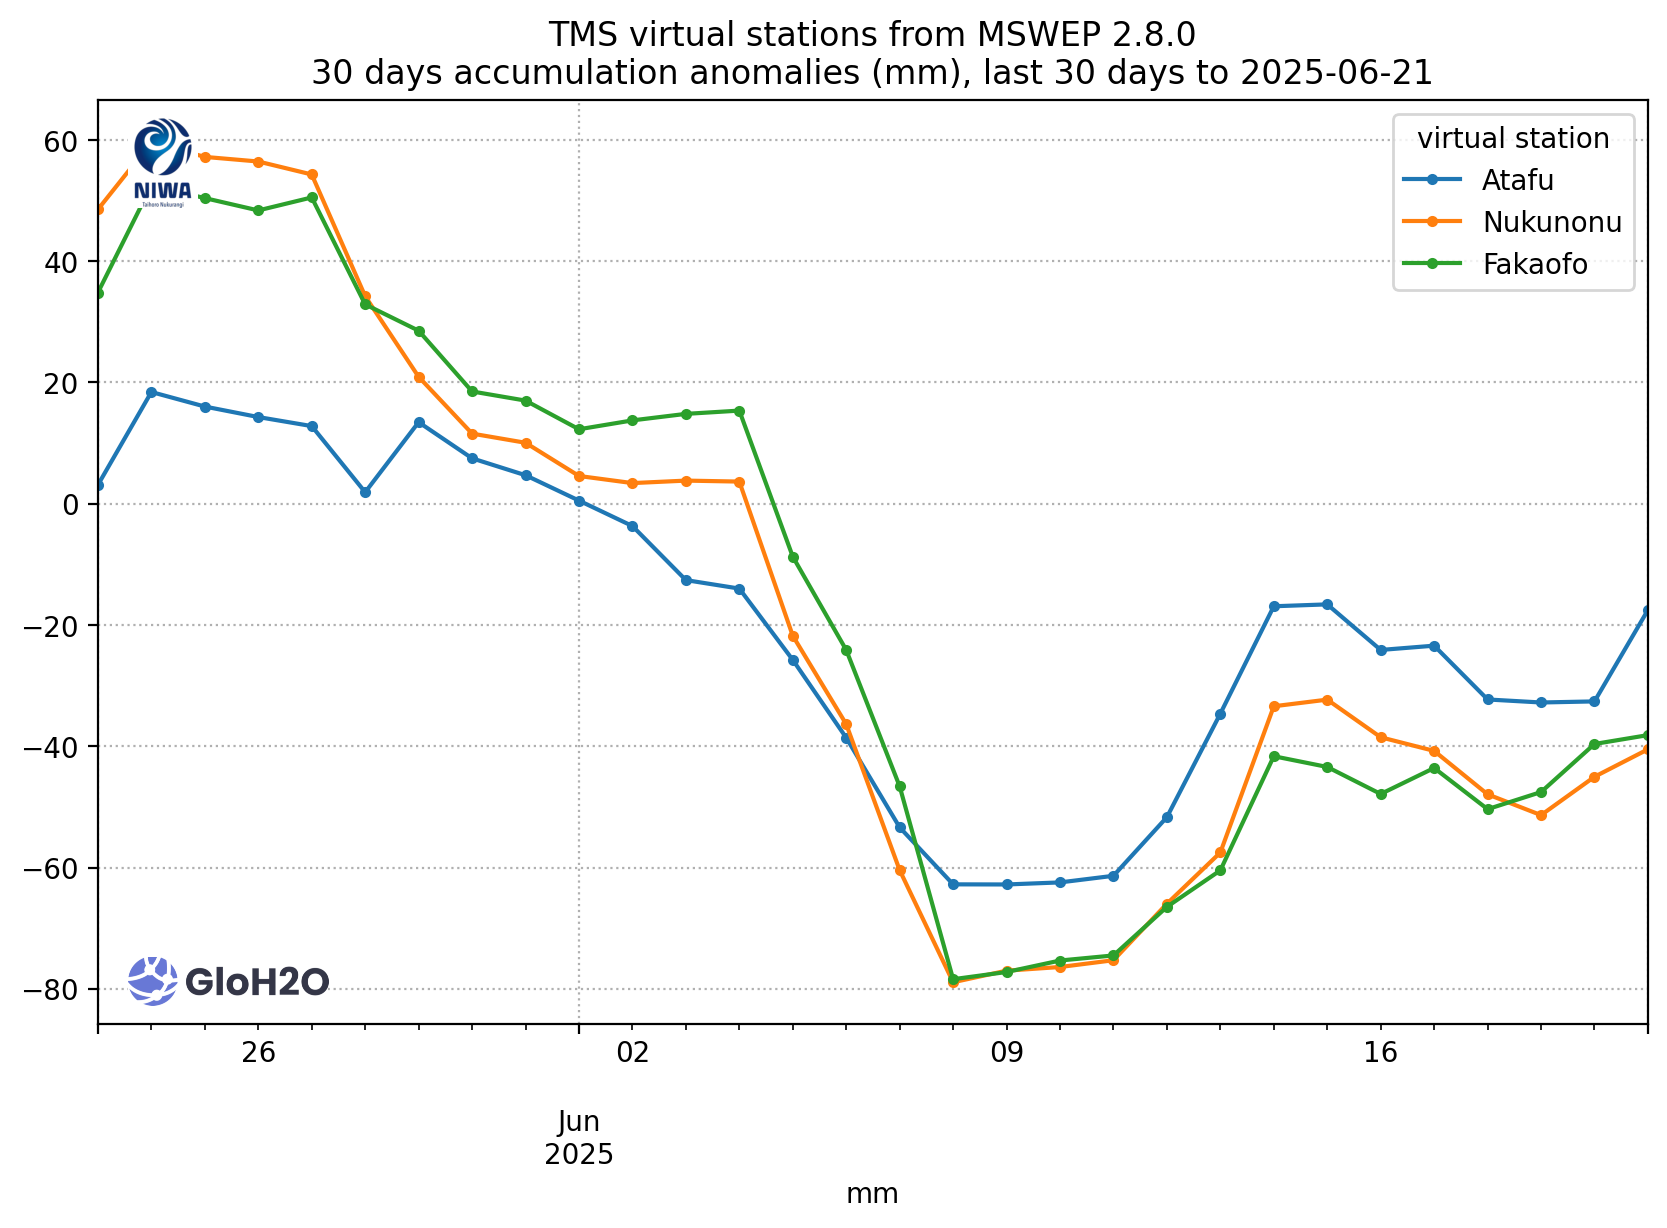 TMS virtual stations from MSWEP 2.8.0
30 days accumulation anomalies (mm), last 30 days to 2025-06-21
NIWA
Taihoro Nukurangi
virtual station
Atafu
Nukunonu
Fakaofo
60
40
20
0
−20
−40
−60
−80
GloH2O
26
02
09
16
Jun
2025
mm